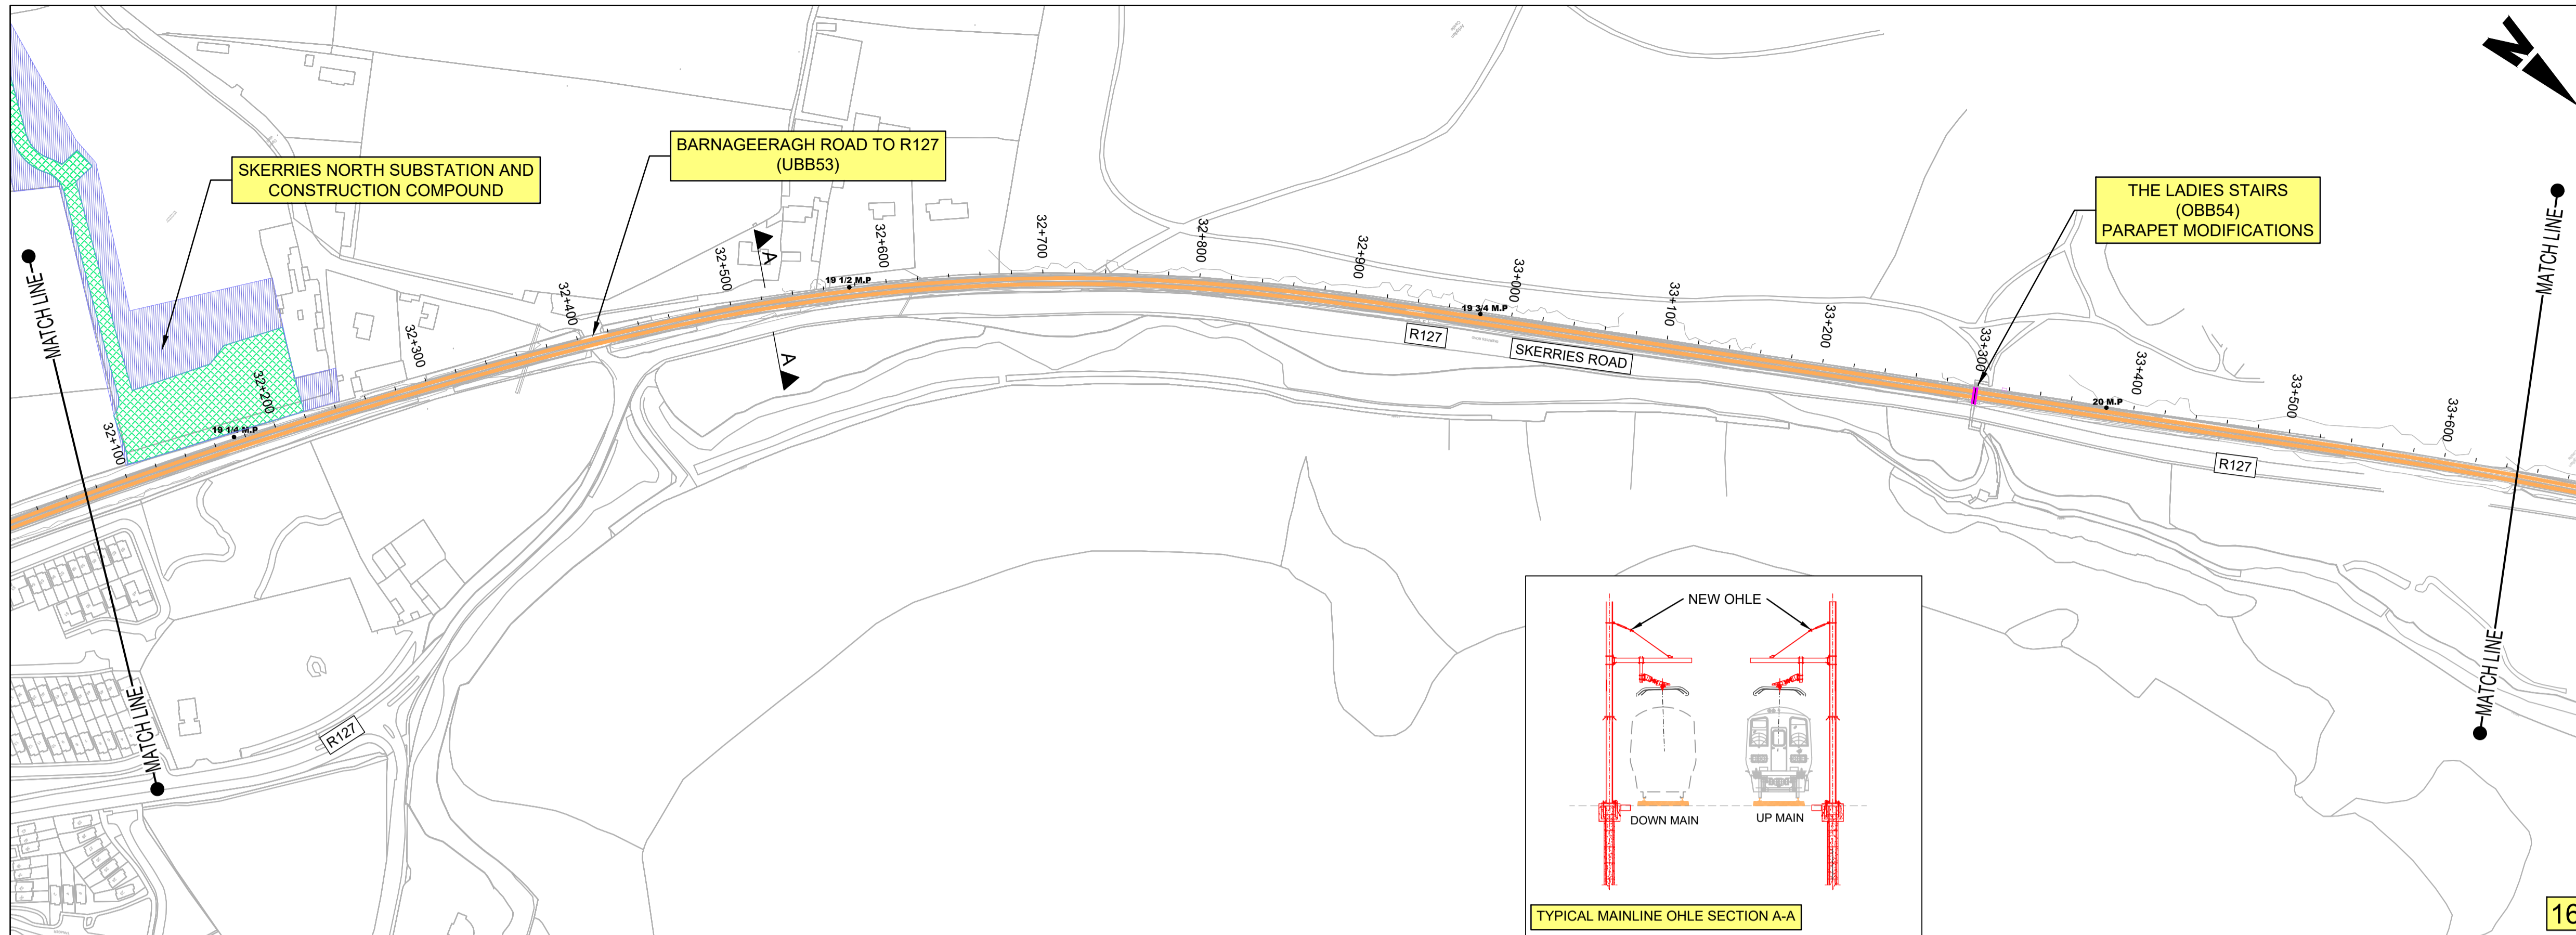 N
SKERRIES NORTH SUBSTATION AND
CONSTRUCTION COMPOUND
BARNAGEERAGH ROAD TO R127
(UBB53)
THE LADIES STAIRS
(OBB54)
PARAPET MODIFICATIONS
MATCH LINE
MATCH LINE
MATCH LINE
MATCH LINE
32+100
32+200
32+300
32+400
32+500
32+600
32+700
32+800
32+900
33+000
33+100
33+200
33+300
33+400
33+500
33+600
19 1/4 M.P
19 1/2 M.P
19 3/4 M.P
20 M.P
A
A
R127
SKERRIES ROAD
R127
R127
NEW OHLE
DOWN MAIN
UP MAIN
TYPICAL MAINLINE OHLE SECTION A-A
16